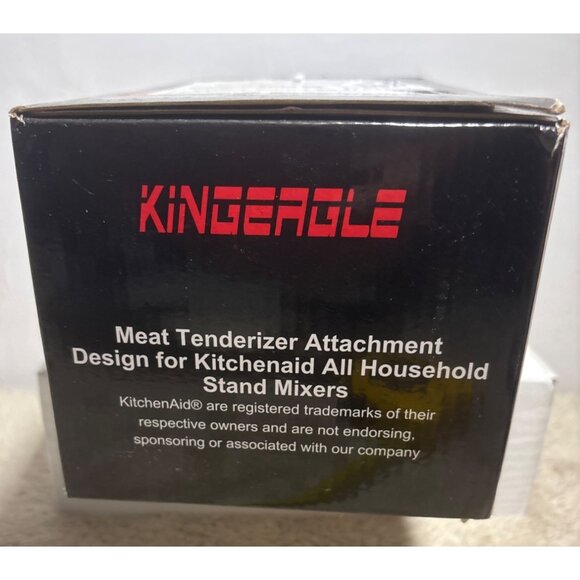 KiNGEAGLE
Meat Tenderizer Attachment
Design for Kitchenaid All Household
Stand Mixers
KitchenAid® are registered trademarks of their
respective owners and are not endorsing,
sponsoring or associated with our company